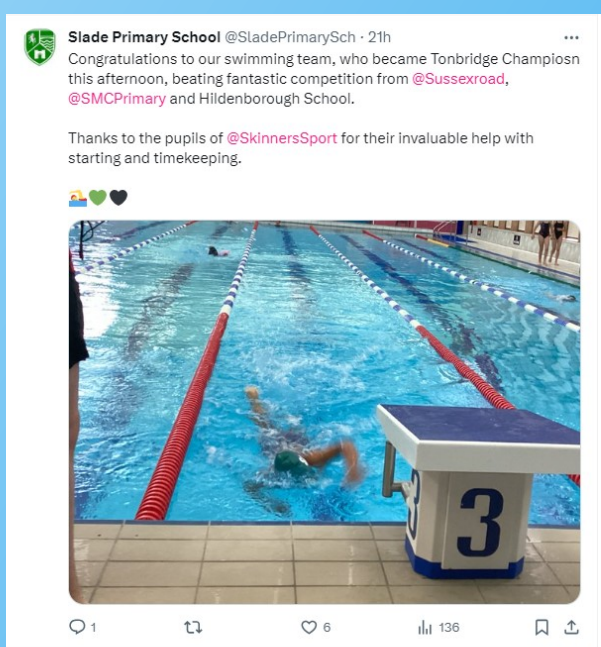 Slade Primary School @SladePrimarySch · 21h
Congratulations to our swimming team, who became Tonbridge Champiosn
this afternoon, beating fantastic competition from @Sussexroad,
@SMCPrimary and Hildenborough School.
Thanks to the pupils of @SkinnersSport for their invaluable help with
starting and timekeeping.
3
3
1
6
136